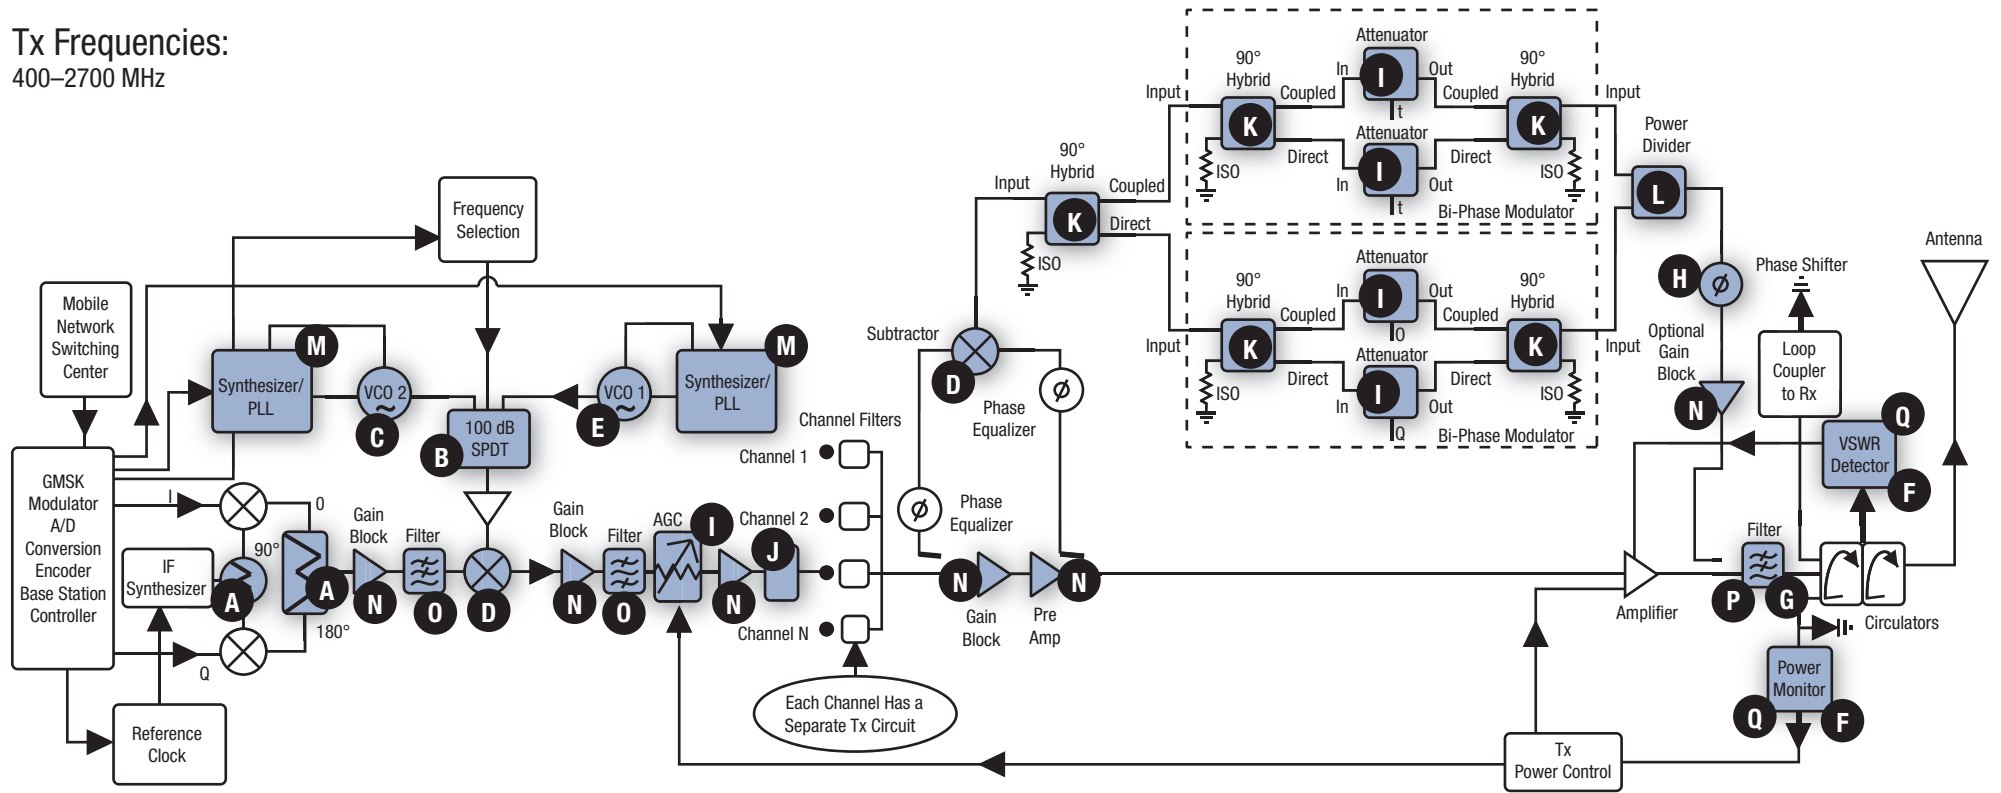 Tx Frequencies:
400–2700 MHz
Mobile
Network
Switching
Center
GMSK
Modulator
A/D
Conversion
Encoder
Base Station
Controller
Reference
Clock
IF
Synthesizer
I
Q
0
90°
180°
A
A
Synthesizer/
PLL
M
VCO 2
C
Frequency
Selection
100 dB
SPDT
B
VCO 1
E
Synthesizer/
PLL
M
Gain
Block
N
Filter
O
D
Gain
Block
N
Filter
O
AGC
I
N
J
Channel Filters
Channel 1
Channel 2
Channel N
Each Channel Has a
Separate Tx Circuit
Subtractor
D
Phase
Equalizer
Phase
Equalizer
ϕ
ϕ
N
Gain
Block
Pre
Amp
N
90°
Hybrid
Input
K
Coupled
Direct
ISO
Input
90°
Hybrid
K
ISO
Coupled
Direct
Attenuator
In
I
Out
t
Attenuator
In
I
Out
t
Coupled
Direct
90°
Hybrid
K
ISO
Bi-Phase Modulator
Input
Input
90°
Hybrid
K
ISO
Coupled
Direct
Attenuator
In
I
Out
O
Attenuator
In
I
Out
Q
Coupled
Direct
90°
Hybrid
K
ISO
Bi-Phase Modulator
Input
Power
Divider
L
H
ϕ
Phase Shifter
Optional
Gain
Block
N
Loop
Coupler
to Rx
VSWR
Detector
Q
F
Antenna
Amplifier
Filter
P
G
Circulators
Power
Monitor
Q
F
Tx
Power Control